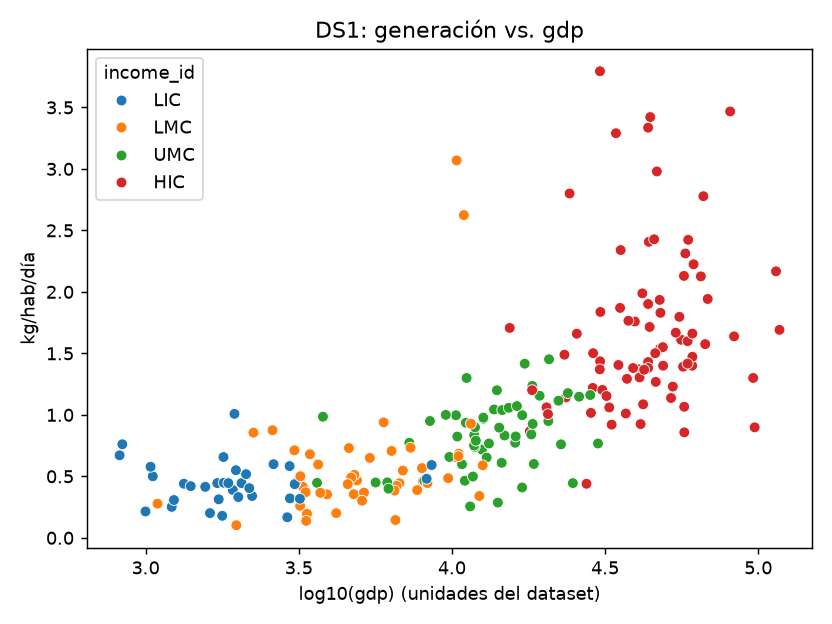 DS1: generación vs. gdp
income_id
LIC
LMC
UMC
HIC
kg/hab/día
3.5
3.0
2.5
2.0
1.5
1.0
0.5
0.0
3.0 3.5 4.0 4.5 5.0
log10(gdp) (unidades del dataset)